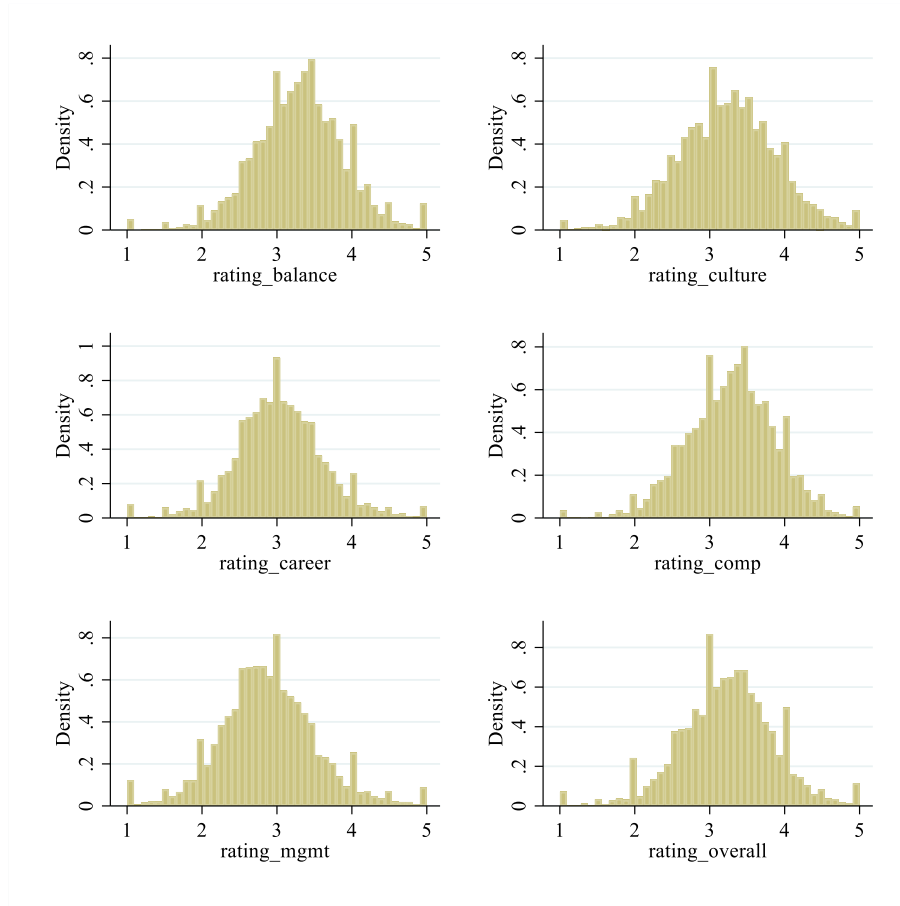 Density
0 .2 .4 .6 .8
1 2 3 4 5
rating_balance
Density
0 .2 .4 .6 .8
1 2 3 4 5
rating_culture
Density
0 .2 .4 .6 .8 1
1 2 3 4 5
rating_career
Density
0 .2 .4 .6 .8
1 2 3 4 5
rating_comp
Density
0 .2 .4 .6 .8
1 2 3 4 5
rating_mgmt
Density
0 .2 .4 .6 .8
1 2 3 4 5
rating_overall